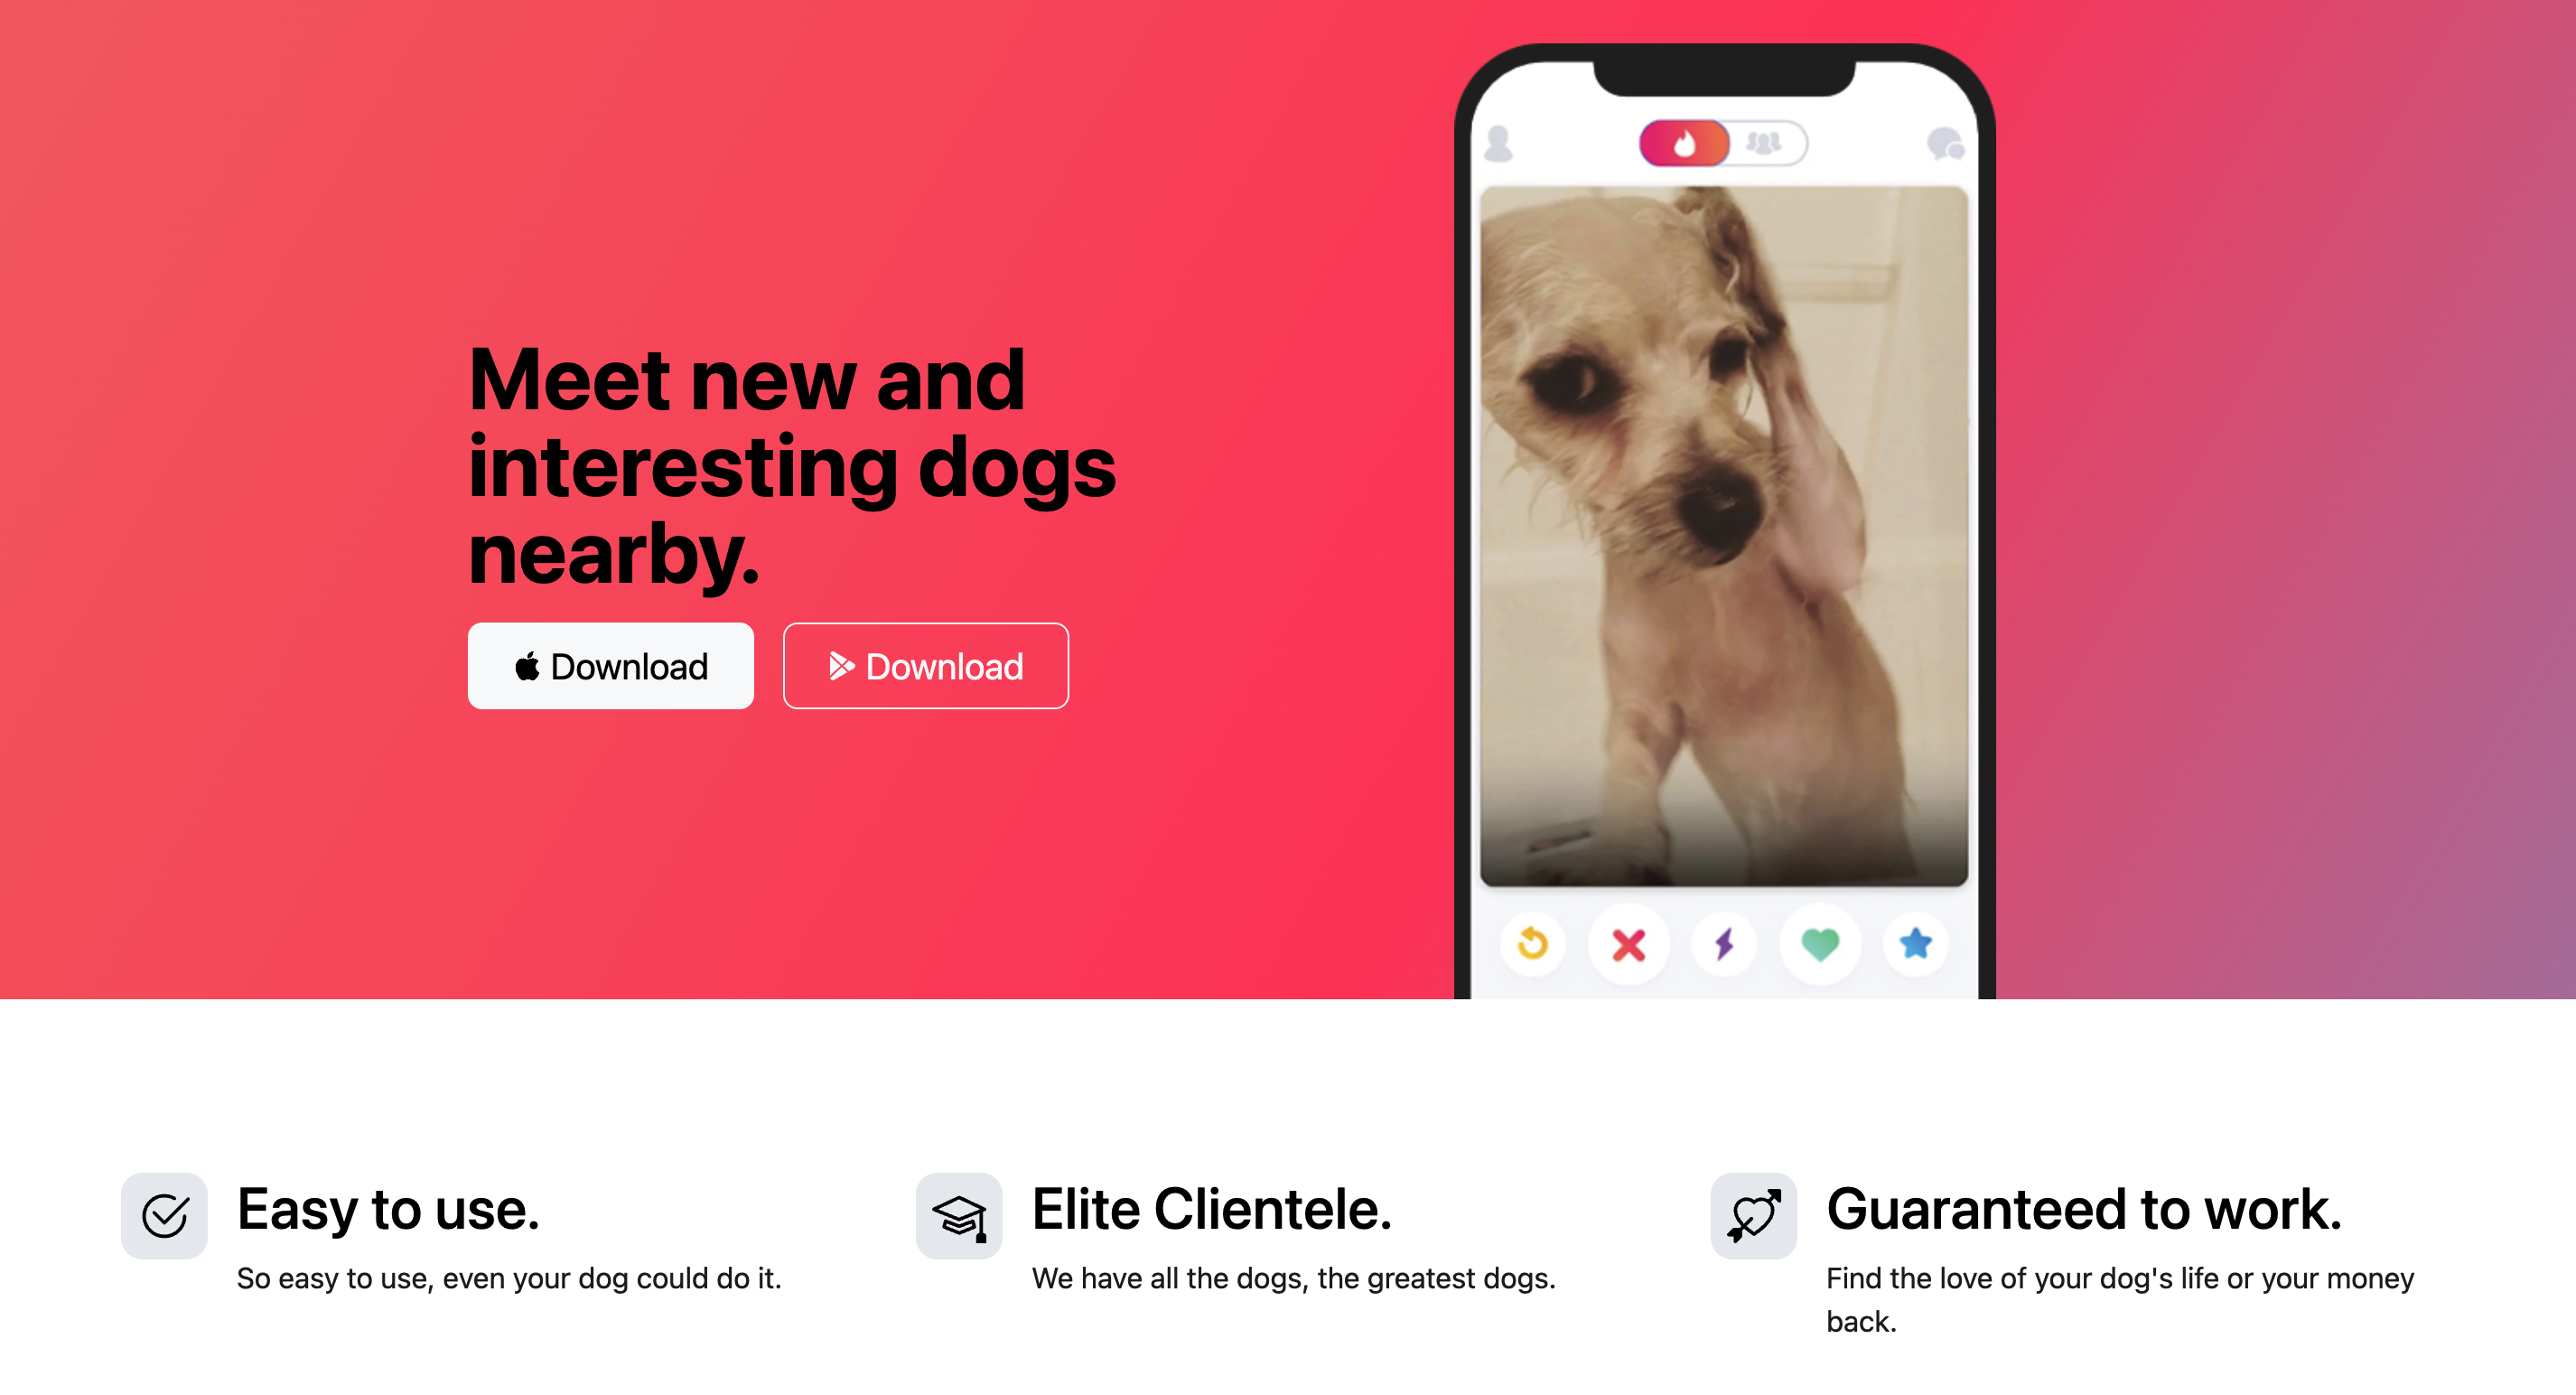 Meet new and
interesting dogs
nearby.
Download
Download
Easy to use.
So easy to use, even your dog could do it.
Elite Clientele.
We have all the dogs, the greatest dogs.
Guaranteed to work.
Find the love of your dog's life or your money
back.